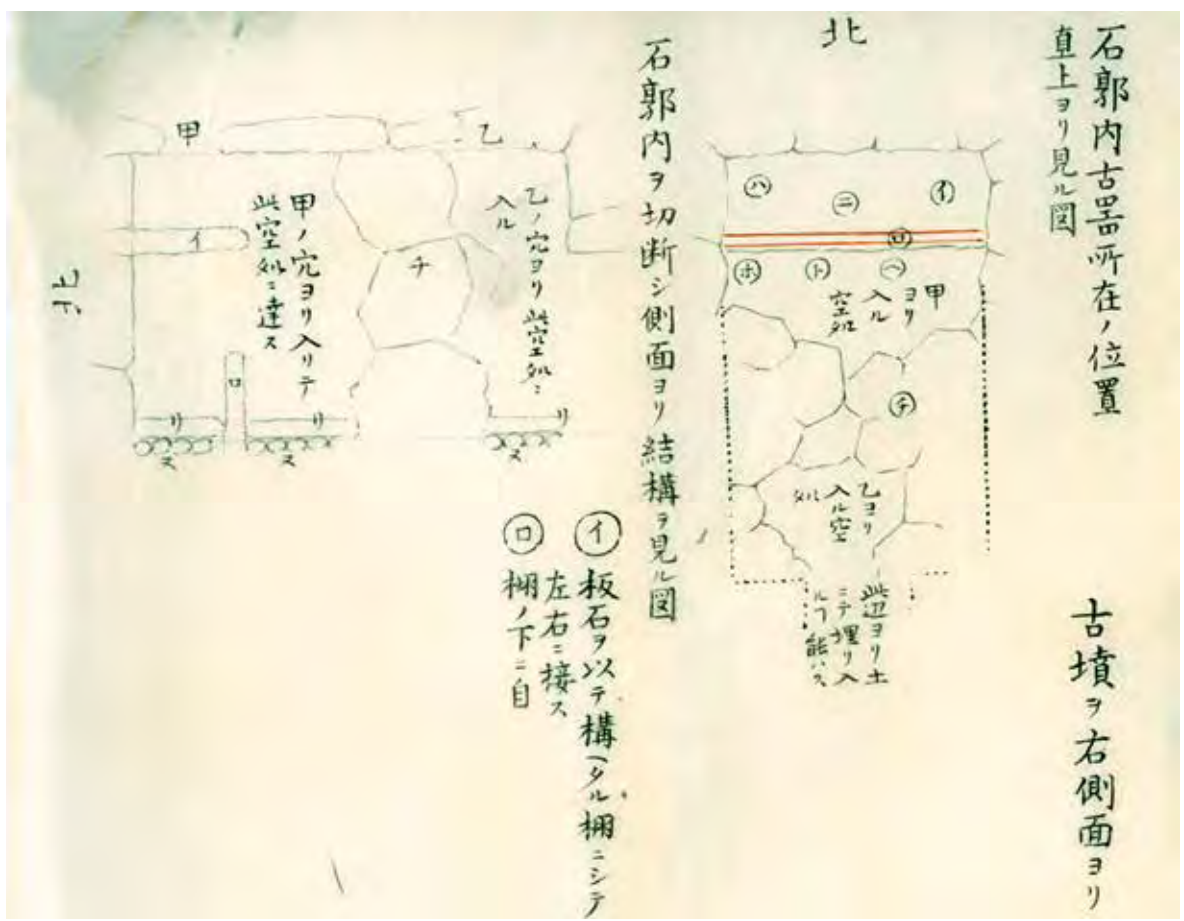 石郭内古器所在ノ位置
直上ヨリ見ル図
北
ハ
ニ
イ
ロ
ホ
ト
ヘ
甲
ヨリ
入ル
空処
チ
乙ヨリ
入ル空
処
此辺ヨリ土
ニテ埋リ入
ルヿ能ハス
古墳ヲ右側面ヨリ
石郭内ヲ切断シ側面ヨリ結構ヲ見ル図
乙
甲
乙ノ穴ヨリ此空処ニ
入ル
チ
甲ノ穴ヨリ入リテ
此空処ニ達ス
イ
北
ロ
リ
リ
リ
ヌ
ヌ
ヌ
イ 板石ヲ以テ構ヘタル棚ニシテ
左右ニ接ス
ロ 棚ノ下ニ自